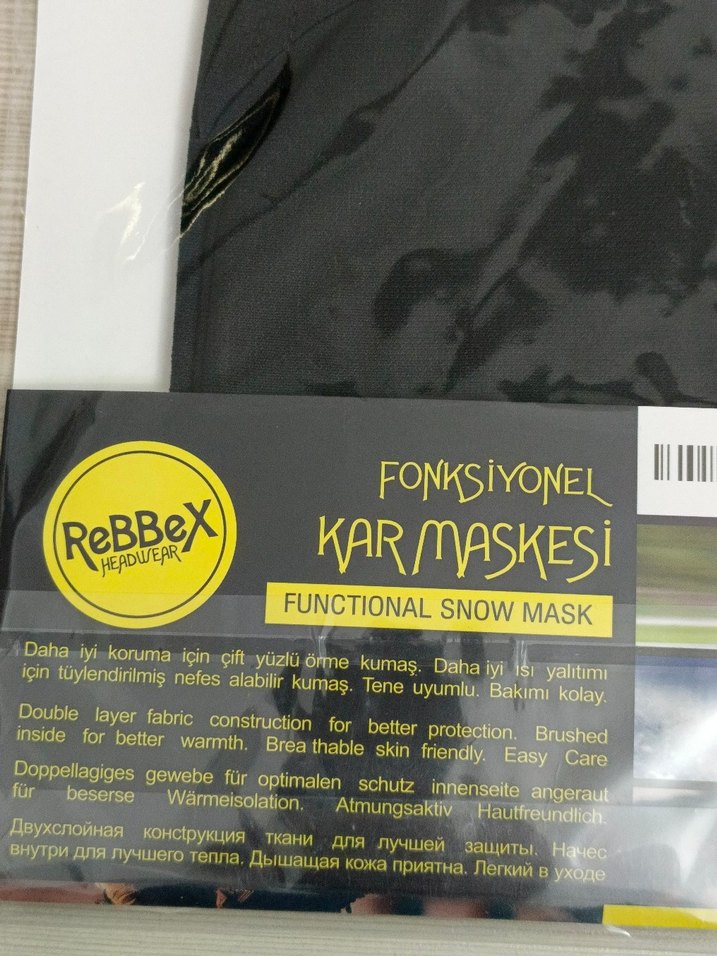 ReBBeX
HEADWEAR
FONKSİYONEL
KAR MASKESİ
FUNCTIONAL SNOW MASK
Daha iyi koruma için çift yüzlü örme kumaş. Daha iyi ısı yalıtımı
için tüylendirilmiş nefes alabilir kumaş. Tene uyumlu. Bakımı kolay.
Double layer fabric construction for better protection. Brushed
inside for better warmth. Brea thable skin friendly. Easy Care
Doppellagiges gewebe für optimalen schutz innenseite angeraut
für beserse Wärmeisolation. Atmungsaktiv Hautfreundlich.
Двухслойная конструкция ткани для лучшей защиты. Начес
внутри для лучшего тепла. Дышащая кожа приятна. Легкий в уходе